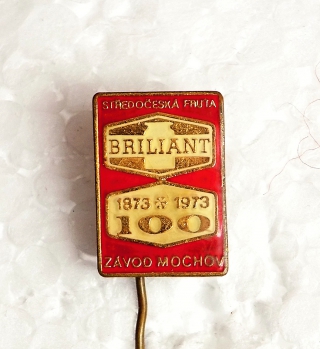 STŘEDOČESKÁ FRUTA
BRILIANT
1873 * 1973
100
ZÁVOD MOCHOV